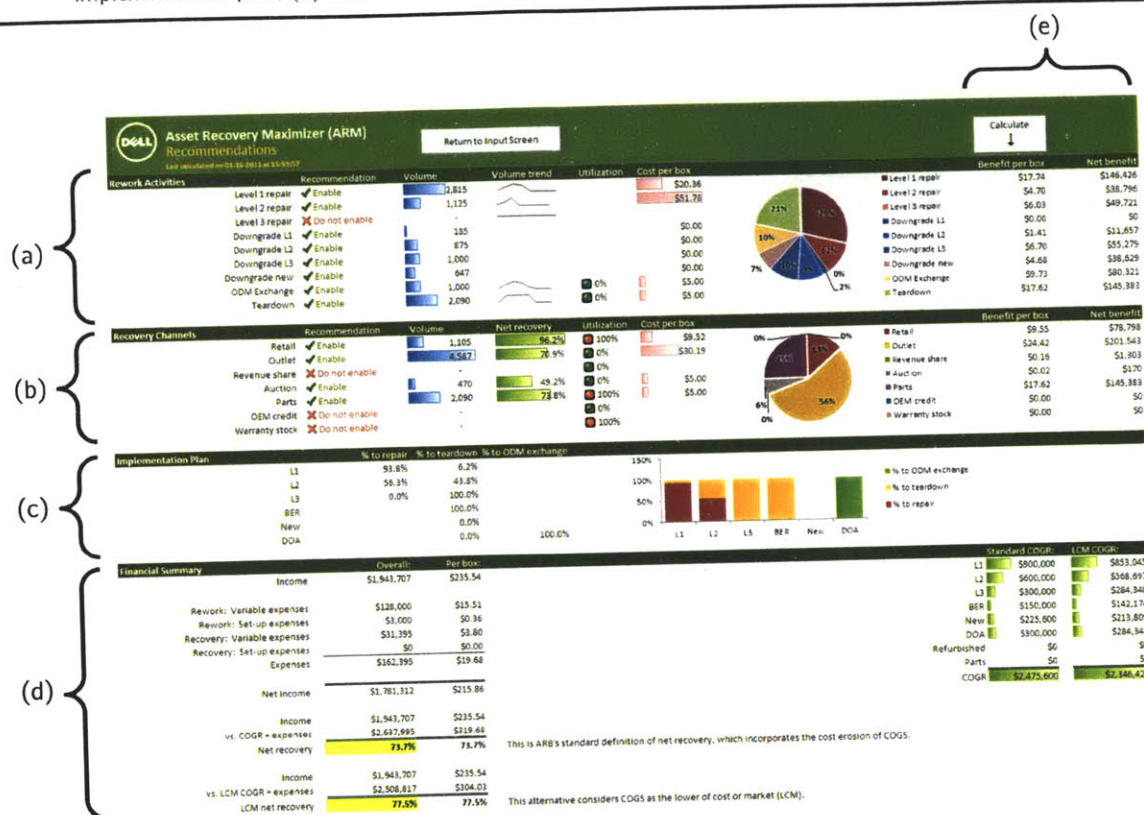 (e)
DELL
Asset Recovery Maximizer (ARM)
Recommendations
Last calculated on 01-16-2011 at 15:59:57
Return to Input Screen
Calculate
↓
(a)
Rework Activities Recommendation Volume Volume trend Utilization Cost per box Benefit per box Net benefit
Level 1 repair ✓ Enable 2,815 $20.36 Level 1 repair $17.74 $146,426
Level 2 repair ✓ Enable 1,125 $51.78 Level 2 repair $4.70 $38,796
Level 3 repair ✗ Do not enable - Level 3 repair $6.03 $49,721
Downgrade L1 ✓ Enable 185 $0.00 Downgrade L1 $0.00 $0
Downgrade L2 ✓ Enable 875 $0.00 Downgrade L2 $1.41 $11,657
Downgrade L3 ✓ Enable 1,000 $0.00 Downgrade L3 $6.70 $55,279
Downgrade new ✓ Enable 647 $0.00 Downgrade new $4.68 $38,629
ODM Exchange ✓ Enable 1,000 0% $5.00 ODM Exchange $9.73 $80,321
Teardown ✓ Enable 2,090 0% $5.00 Teardown $17.62 $145,383
21%
10%
7%
0%
2%
(b)
Recovery Channels Recommendation Volume Net recovery Utilization Cost per box Benefit per box Net benefit
Retail ✓ Enable 1,105 96.2% 100% $9.52 Retail $9.55 $78,798
Outlet ✓ Enable 4,587 70.9% 0% $30.19 Outlet $24.42 $201,543
Revenue share ✗ Do not enable - 0% Revenue share $0.16 $1,303
Auction ✓ Enable 470 49.2% 0% $5.00 Auction $0.02 $170
Parts ✓ Enable 2,090 73.8% 100% $5.00 Parts $17.62 $145,383
OEM credit ✗ Do not enable - 0% OEM credit $0.00 $0
Warranty stock ✗ Do not enable - 100% Warranty stock $0.00 $0
0%
0%
56%
6%
0%
(c)
Implementation Plan % to repair % to teardown % to ODM exchange
L1 93.8% 6.2%
L2 56.3% 43.8%
L3 0.0% 100.0%
BER 100.0%
New 0.0%
DOA 0.0% 100.0%
150%
100%
50%
0%
L1 L2 L3 BER New DOA
% to ODM exchange
% to teardown
% to repair
(d)
Financial Summary Overall: Per box: Standard COGR: LCM COGR:
Income $1,943,707 $235.54
Rework: Variable expenses $128,000 $15.51
Rework: Set-up expenses $3,000 $0.36
Recovery: Variable expenses $31,395 $3.80
Recovery: Set-up expenses $0 $0.00
Expenses $162,395 $19.68
Net Income $1,781,312 $215.86
Income $1,943,707 $235.54
vs. COGR + expenses $2,637,995 $319.68
Net recovery 73.7% 73.7%
This is ARB's standard definition of net recovery, which incorporates the cost erosion of COGS.
Income $1,943,707 $235.54
vs. LCM COGR + expenses $2,508,817 $304.03
LCM net recovery 77.5% 77.5%
This alternative considers COGS as the lower of cost or market (LCM).
L1 $900,000
L2 $600,000
L3 $300,000
BER $150,000
New $225,600
DOA $300,000
Refurbished $0
Parts $0
COGR $2,475,600